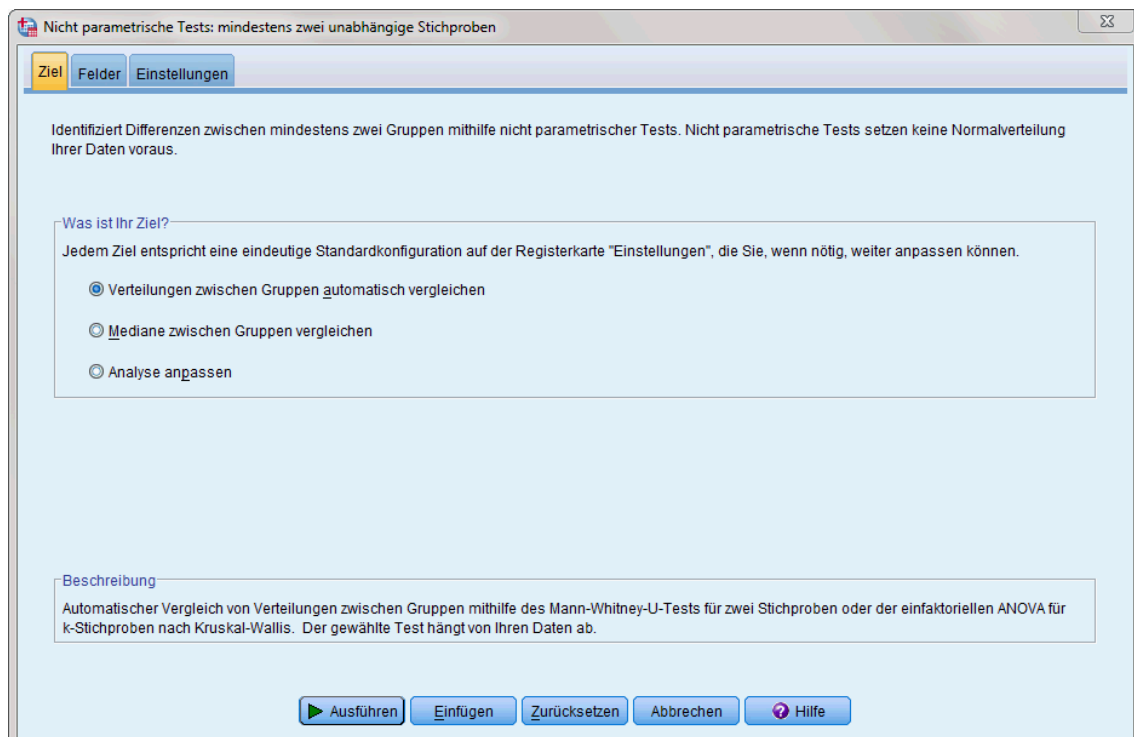 Nicht parametrische Tests: mindestens zwei unabhängige Stichproben
Ziel Felder Einstellungen
Identifiziert Differenzen zwischen mindestens zwei Gruppen mithilfe nicht parametrischer Tests. Nicht parametrische Tests setzen keine Normalverteilung
Ihrer Daten voraus.
Was ist Ihr Ziel?
Jedem Ziel entspricht eine eindeutige Standardkonfiguration auf der Registerkarte "Einstellungen", die Sie, wenn nötig, weiter anpassen können.
Verteilungen zwischen Gruppen automatisch vergleichen
Mediane zwischen Gruppen vergleichen
Analyse anpassen
Beschreibung
Automatischer Vergleich von Verteilungen zwischen Gruppen mithilfe des Mann-Whitney-U-Tests für zwei Stichproben oder der einfaktoriellen ANOVA für
k-Stichproben nach Kruskal-Wallis. Der gewählte Test hängt von Ihren Daten ab.
Ausführen Einfügen Zurücksetzen Abbrechen Hilfe